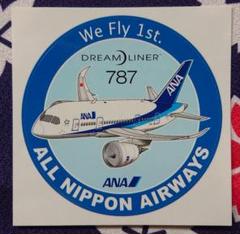 We Fly 1st.
DREAMLINER
787
ANA
ANA
ALL NIPPON AIRWAYS